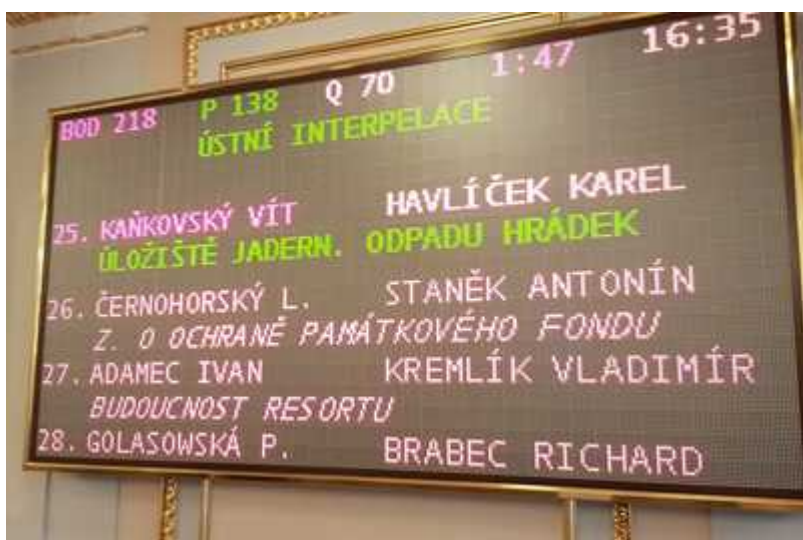 BOD 218 P 138 Q 70 1:47 16:35
ÚSTNÍ INTERPELACE
25. KAŇKOVSKÝ VÍT HAVLÍČEK KAREL
ÚLOŽIŠTĚ JADERN. ODPADU HRÁDEK
26. ČERNOHORSKÝ L. STANĚK ANTONÍN
Z. O OCHRANĚ PAMÁTKOVÉHO FONDU
27. ADAMEC IVAN KREMLÍK VLADIMÍR
BUDOUCNOST RESORTU
28. GOLASOWSKÁ P. BRABEC RICHARD